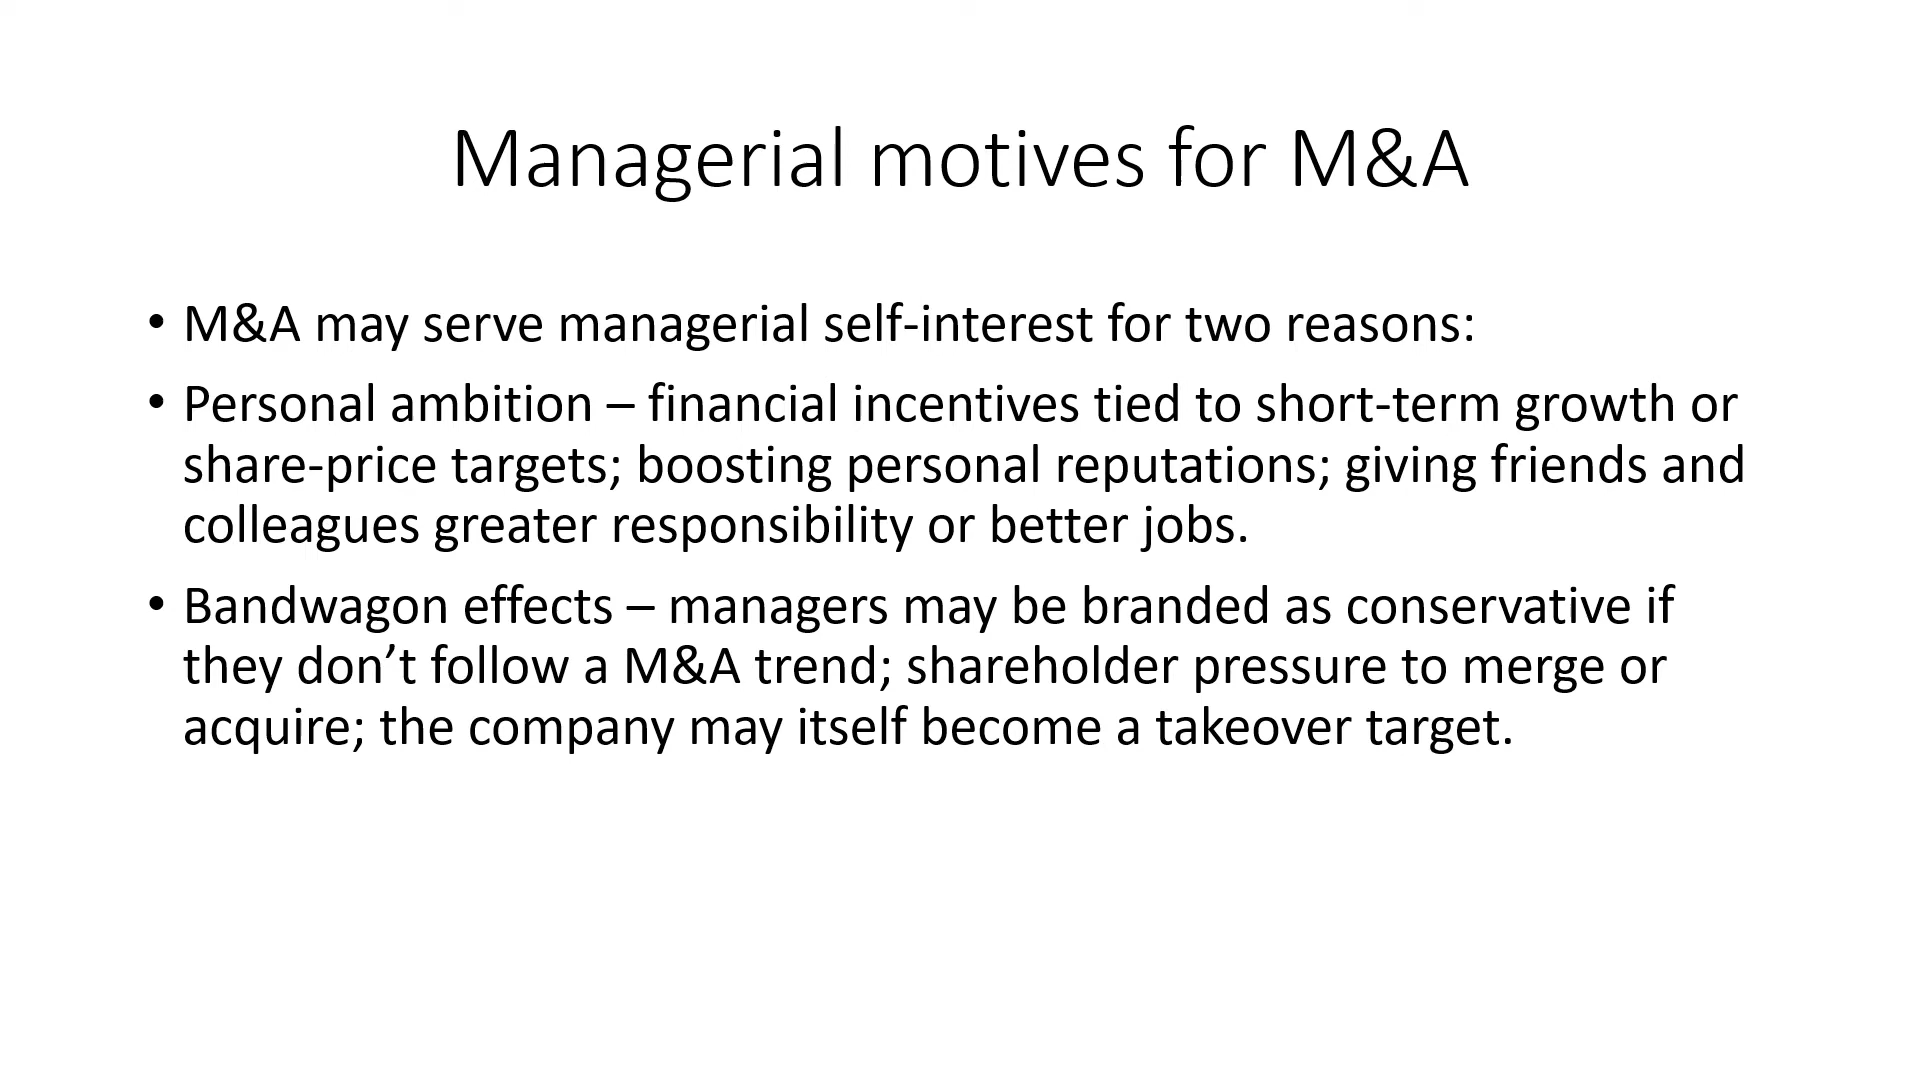 Managerial motives for M&A
• M&A may serve managerial self-interest for two reasons:
• Personal ambition – financial incentives tied to short-term growth or
share-price targets; boosting personal reputations; giving friends and
colleagues greater responsibility or better jobs.
• Bandwagon effects – managers may be branded as conservative if
they don’t follow a M&A trend; shareholder pressure to merge or
acquire; the company may itself become a takeover target.